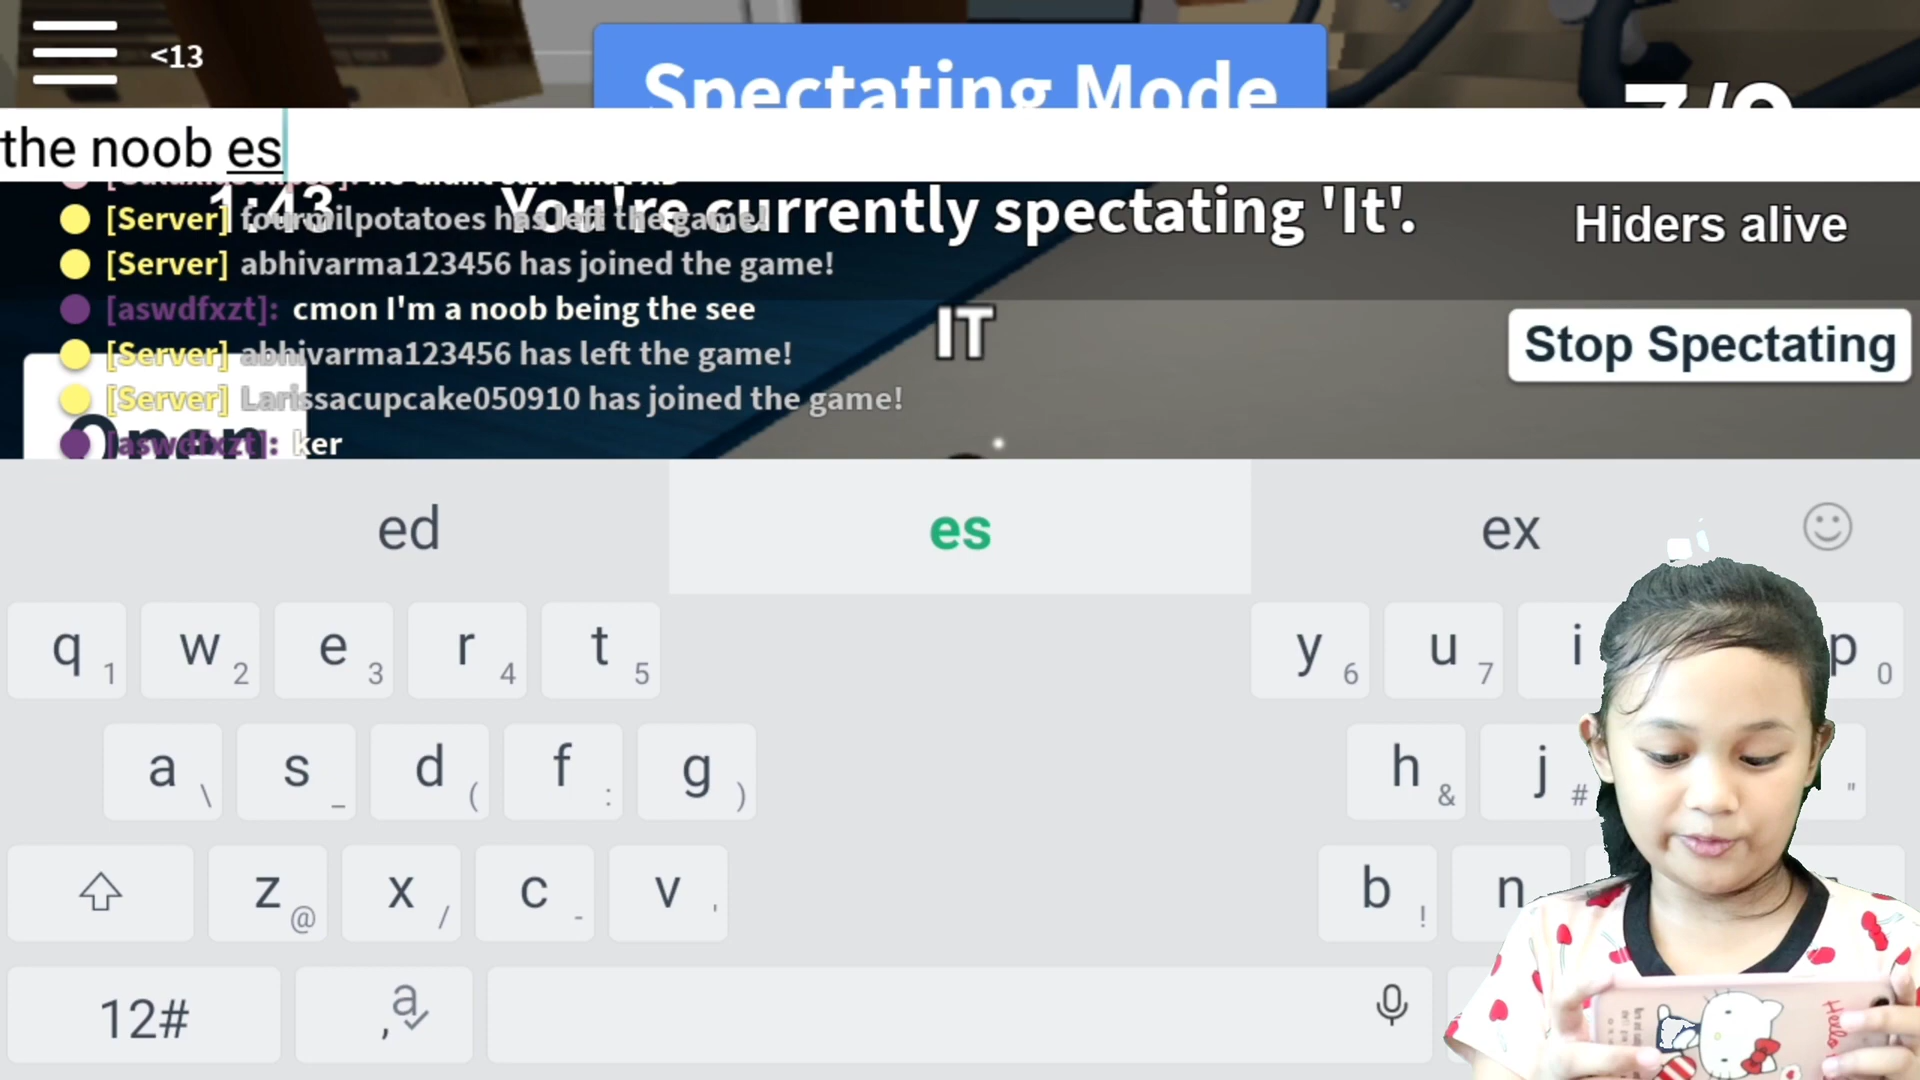 <13
Spectating Mode
the noob es
1:43
You're currently spectating 'It'.
Hiders alive
[Server] fourmilpotatoes has left the game!
[Server] abhivarma123456 has joined the game!
[aswdfxzt]: cmon I'm a noob being the see
IT
Stop Spectating
[Server] abhivarma123456 has left the game!
[Server] Larissacupcake050910 has joined the game!
Open
[aswdfxzt]: ker
ed es ex
q 1 w 2 e 3 r 4 t 5 y 6 u 7 i p 0
a \ s _ d ( f : g ) h & j # "
z @ x / c - v ' b ! n
12# , a
Hello